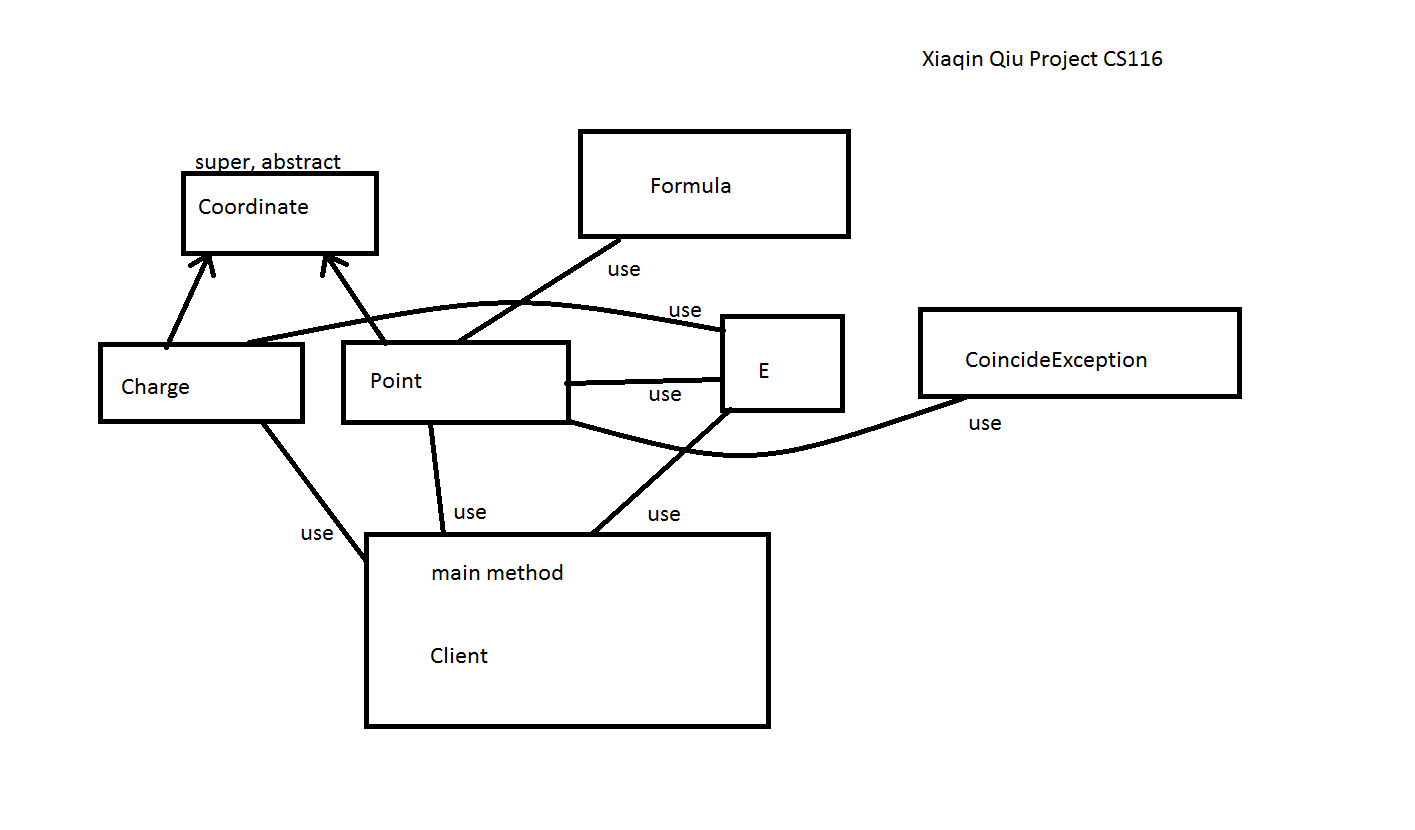 Xiaqin Qiu Project CS116
super, abstract
Coordinate
Formula
use
use
Charge
Point
use
E
CoincideException
use
use
use
use
main method
Client